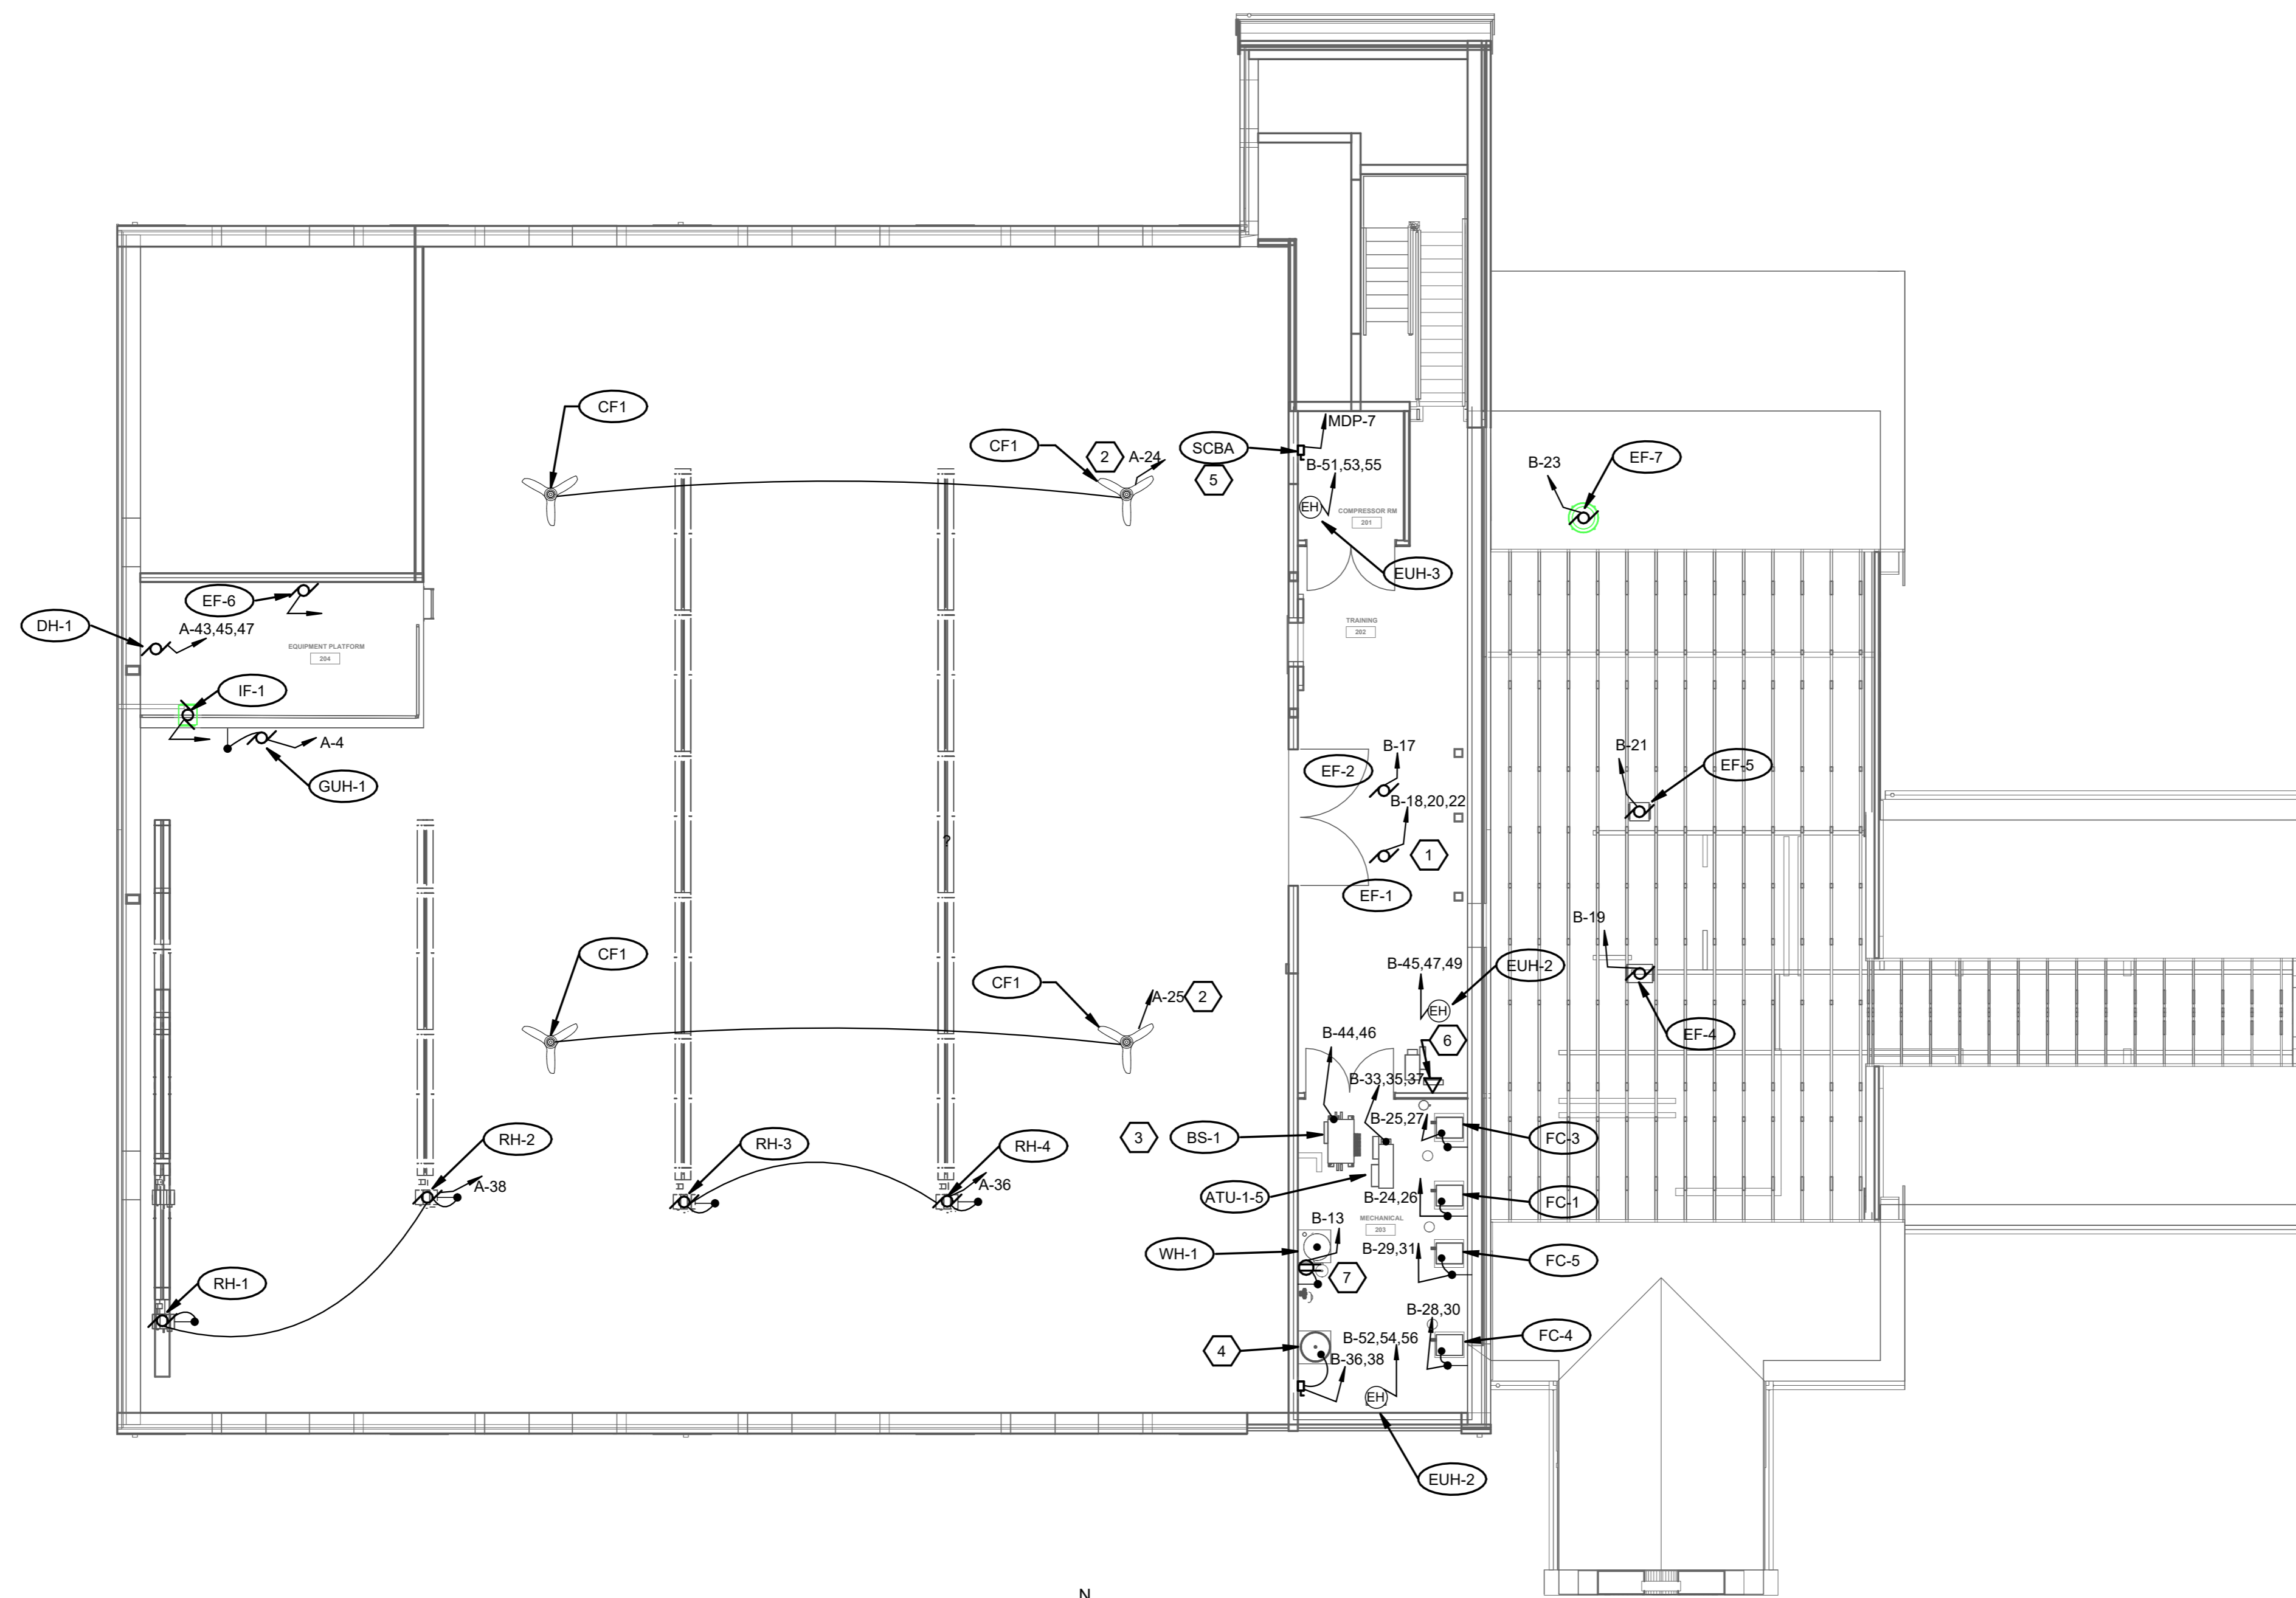 CF1
CF1
2
A-24
SCBA
5
MDP-7
B-51,53,55
EH
COMPRESSOR RM
201
EUH-3
B-23
EF-7
EF-6
DH-1
A-43,45,47
EQUIPMENT PLATFORM
204
IF-1
A-4
GUH-1
TRAINING
202
B-17
EF-2
B-18,20,22
1
EF-1
B-21
EF-5
?
B-19
EF-4
CF1
CF1
A-25
2
B-45,47,49
EUH-2
EH
B-44,46
6
B-33,35,37
B-25,27
3
BS-1
FC-3
RH-2
A-38
RH-3
RH-4
A-36
ATU-1-5
B-24,26
FC-1
B-13
MECHANICAL
203
WH-1
B-29,31
FC-5
7
RH-1
B-28,30
4
B-52,54,56
FC-4
B-36,38
EH
EUH-2
N